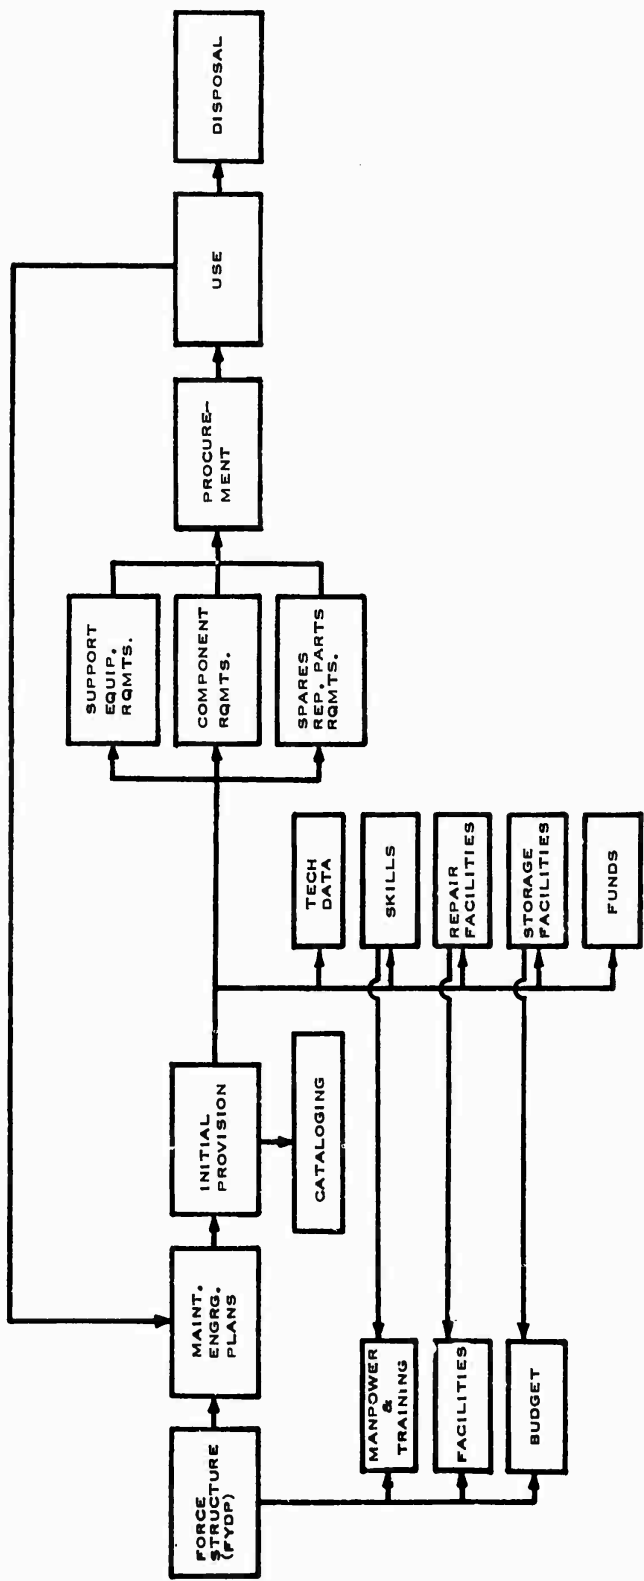 FORCE
STRUCTURE
(FYDP)
MAINT.
ENGRG.
PLANS
INITIAL
PROVISION
CATALOGING
SUPPORT
EQUIP.
RQMTS.
COMPONENT
RQMTS.
SPARES
REP. PARTS
RQMTS.
PROCURE-
MENT
USE
DISPOSAL
TECH
DATA
SKILLS
REPAIR
FACILITIES
STORAGE
FACILITIES
FUNDS
MANPOWER
&
TRAINING
FACILITIES
BUDGET